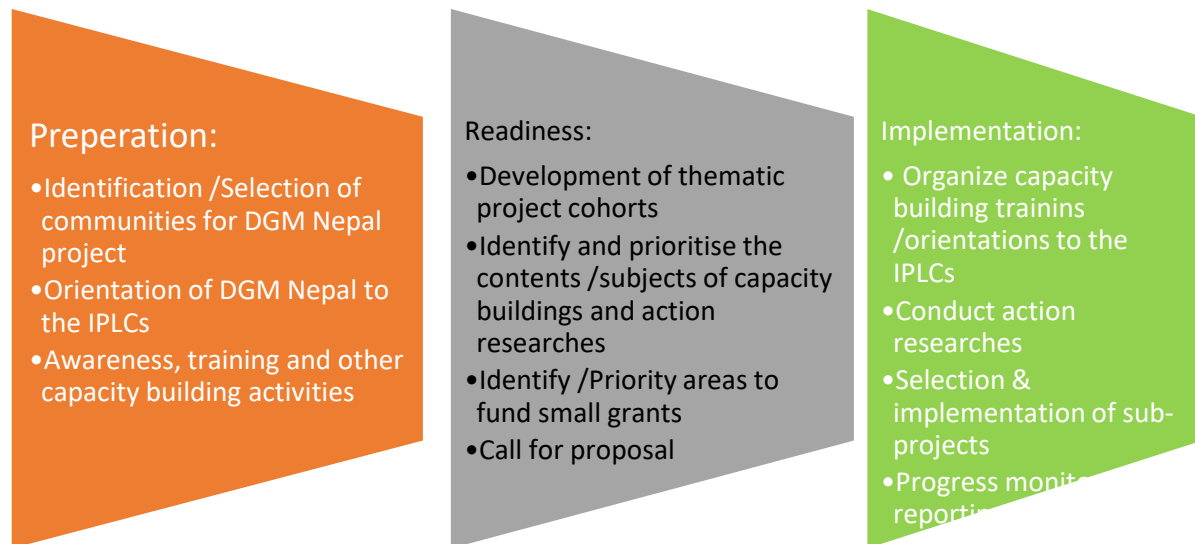 Preperation:
•Identification /Selection of
communities for DGM Nepal
project
•Orientation of DGM Nepal to
the IPLCs
•Awareness, training and other
capacity building activities
Readiness:
•Development of thematic
project cohorts
•Identify and prioritise the
contents /subjects of capacity
buildings and action
researches
•Identify /Priority areas to
fund small grants
•Call for proposal
Implementation:
• Organize capacity
building trainins
/orientations to the
IPLCs
•Conduct action
researches
•Selection &
implementation of sub-
projects
•Progress